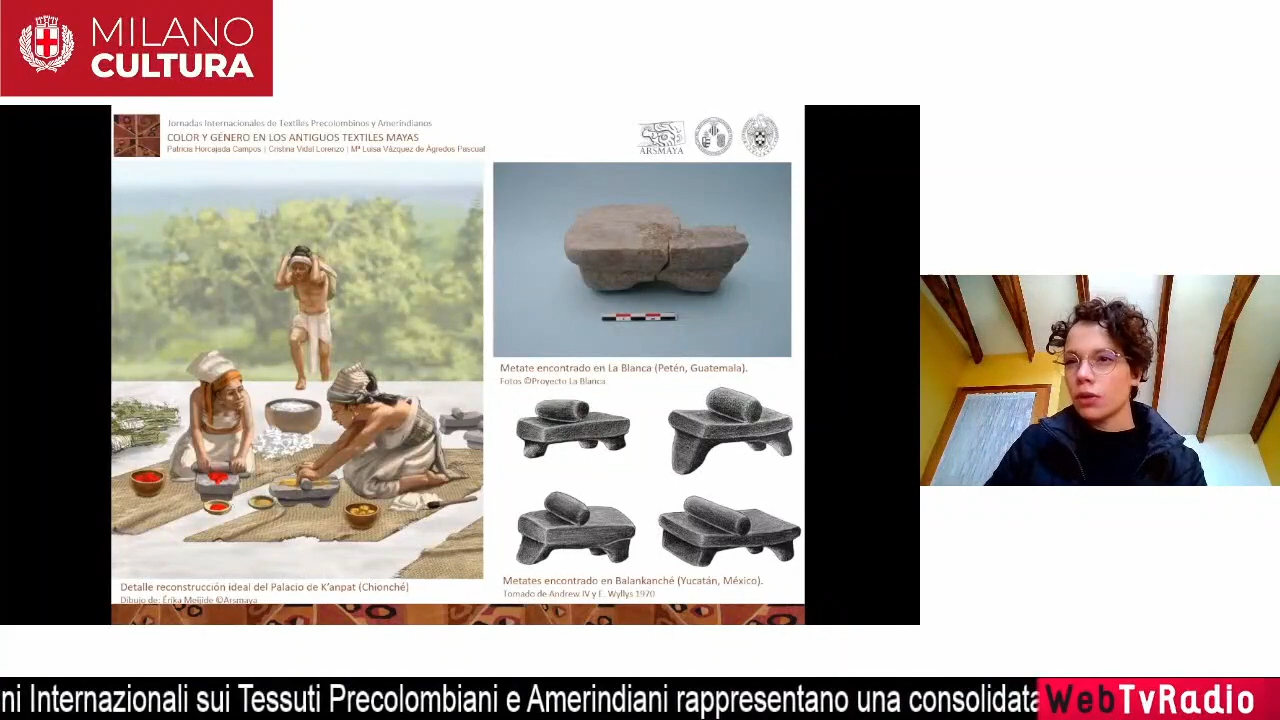 MILANO
CULTURA
Jornadas Internacionales de Textiles Precolombinos y Amerindianos
COLOR Y GÉNERO EN LOS ANTIGUOS TEXTILES MAYAS
Patricia Horcajada Campos | Cristina Vidal Lorenzo | Mª Luisa Vázquez de Ágredos Pascual
ARSMAYA
Metate encontrado en La Blanca (Petén, Guatemala).
Fotos ©Proyecto La Blanca
Detalle reconstrucción ideal del Palacio de K'anpat (Chionché)
Dibujo de: Érika Meijide ©Arsmaya
Metates encontrado en Balankanché (Yucatán, México).
Tomado de Andrew IV y E. Wyllys 1970
ni Internazionali sui Tessuti Precolombiani e Amerindiani rappresentano una consolidata
WebTvRadio